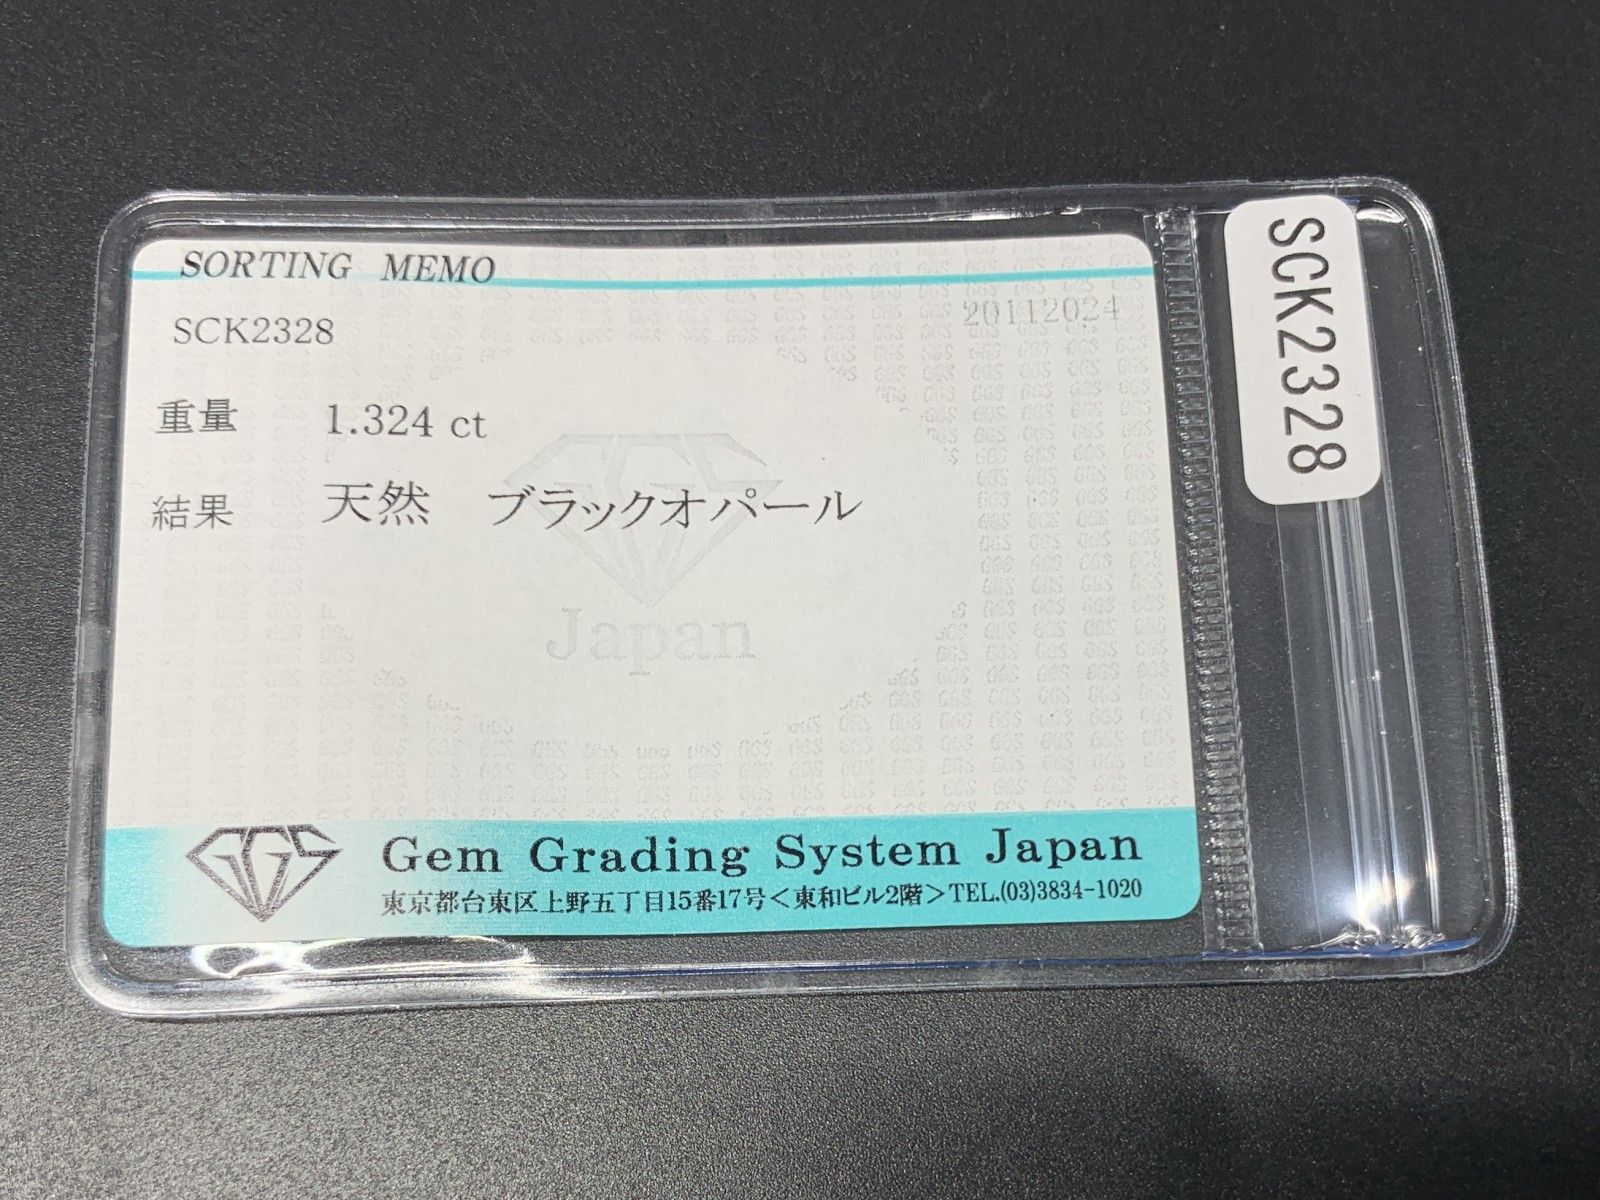 SORTING MEMO
20112024
SCK2328
重量 1.324 ct
結果 天然 ブラックオパール
Japan
GGS
Gem Grading System Japan
東京都台東区上野五丁目15番17号＜東和ビル2階＞TEL.(03)3834-1020
SCK2328